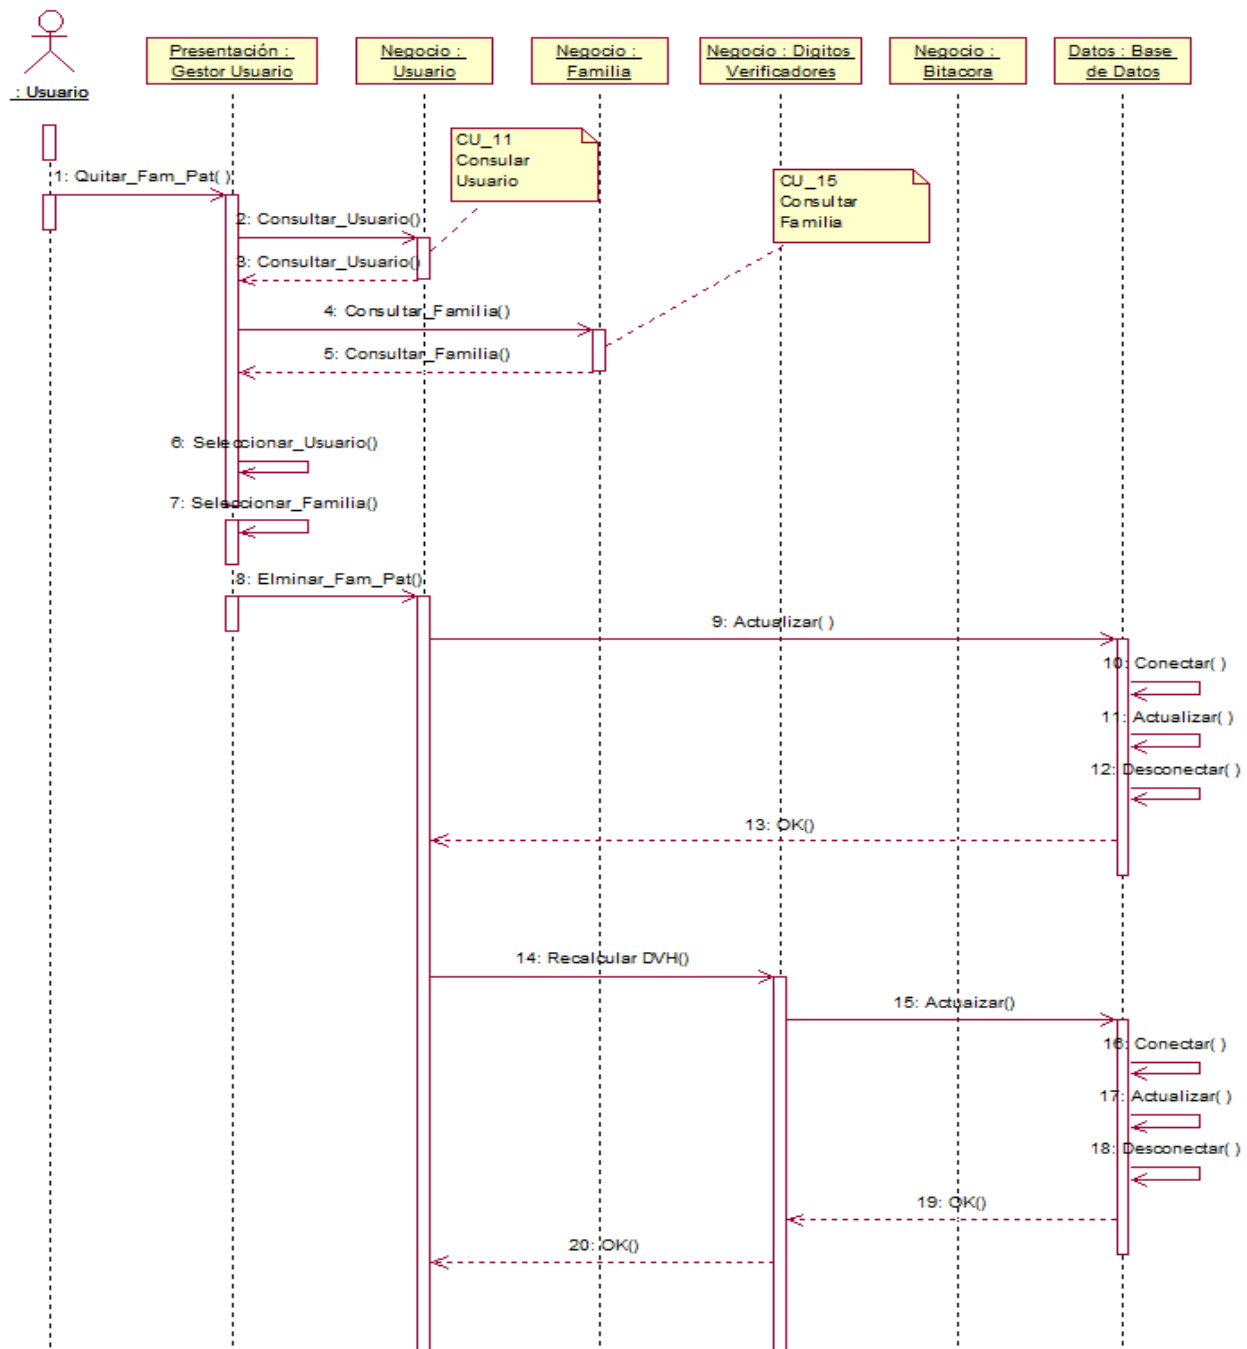 : Usuario
Presentación :
Gestor Usuario
Negocio :
Usuario
Negocio :
Familia
Negocio : Digitos
Verificadores
Negocio :
Bitacora
Datos : Base
de Datos
CU_11
Consular
Usuario
CU_15
Consultar
Familia
1: Quitar_Fam_Pat( )
2: Consultar_Usuario()
3: Consultar_Usuario()
4: Consultar_Familia()
5: Consultar_Familia()
6: Seleccionar_Usuario()
7: Seleccionar_Familia()
8: Elminar_Fam_Pat()
9: Actualizar( )
10: Conectar( )
11: Actualizar( )
12: Desconectar( )
13: OK()
14: Recalcular DVH()
15: Actuaizar()
16: Conectar( )
17: Actualizar( )
18: Desconectar( )
19: OK()
20: OK()